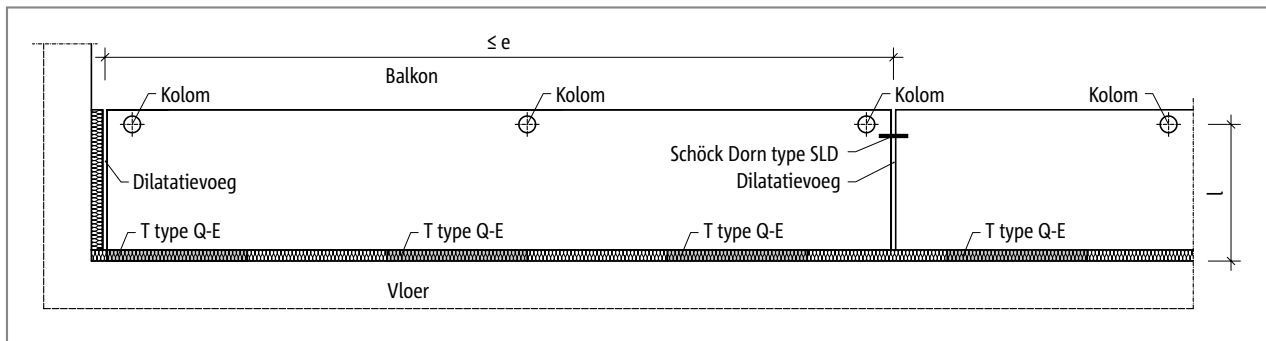 ≤ e
Balkon
Kolom
Kolom
Kolom
Kolom
Schöck Dorn type SLD
Dilatatievoeg
Dilatatievoeg
l
T type Q-E
T type Q-E
T type Q-E
T type Q-E
Vloer